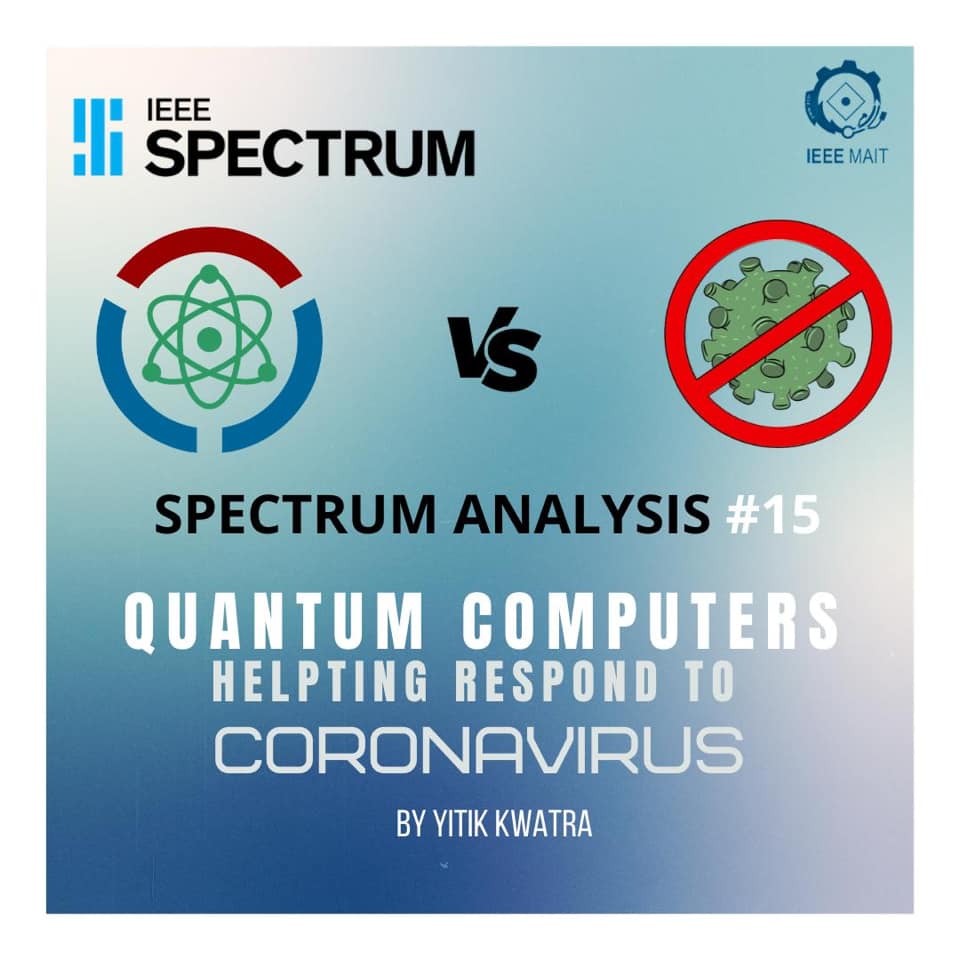 IEEE
SPECTRUM
IEEE MAIT
VS
SPECTRUM ANALYSIS #15
QUANTUM COMPUTERS
HELPTING RESPOND TO
CORONAVIRUS
BY YITIK KWATRA